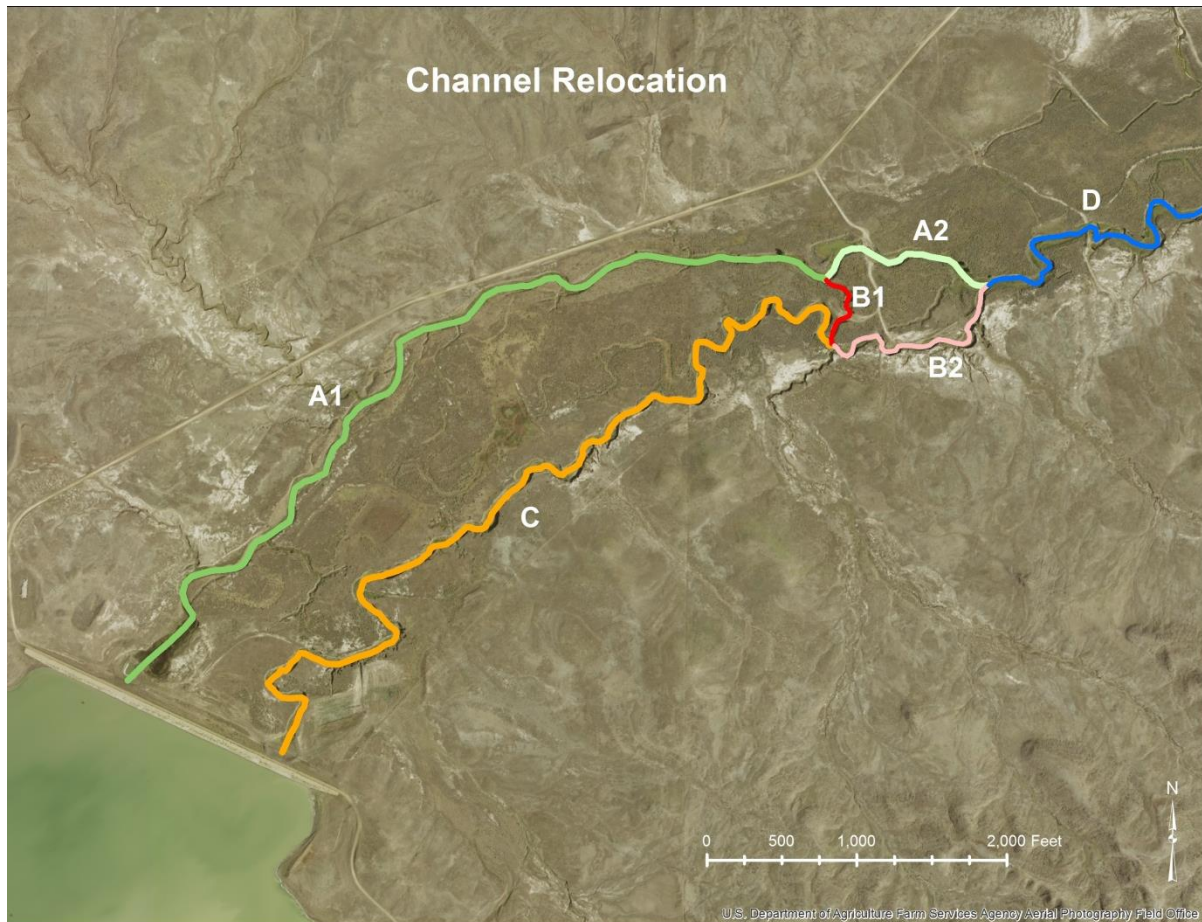 Channel Relocation
D
A2
B1
B2
A1
C
N
0 500 1,000 2,000 Feet
U.S. Department of Agriculture Farm Services Agency Aerial Photography Field Office